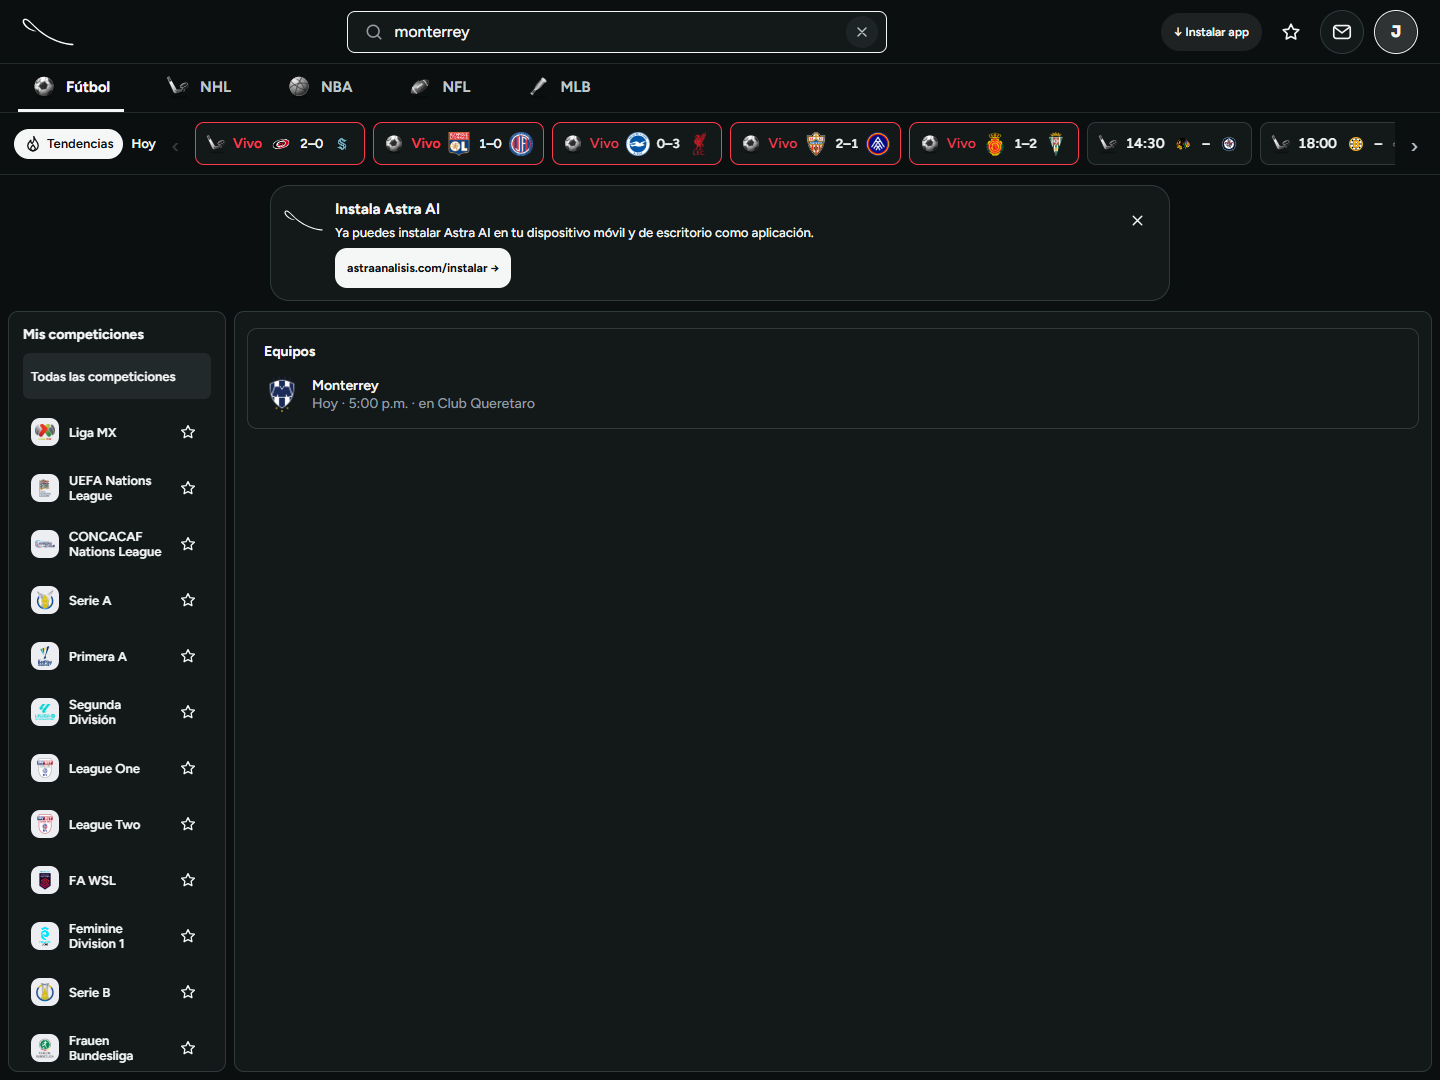 monterrey
Instalar app
J
Fútbol
NHL
NBA
NFL
MLB
Tendencias
Hoy
Vivo 2–0
Vivo 1–0
Vivo 0–3
Vivo 2–1
Vivo 1–2
14:30 –
18:00 –
Instala Astra AI
Ya puedes instalar Astra AI en tu dispositivo móvil y de escritorio como aplicación.
astraanalisis.com/instalar →
Mis competiciones
Todas las competiciones
Liga MX
UEFA Nations
League
CONCACAF
Nations League
Serie A
Primera A
Segunda
División
League One
League Two
FA WSL
Feminine
Division 1
Serie B
Frauen
Bundesliga
Equipos
Monterrey
Hoy · 5:00 p.m. · en Club Queretaro